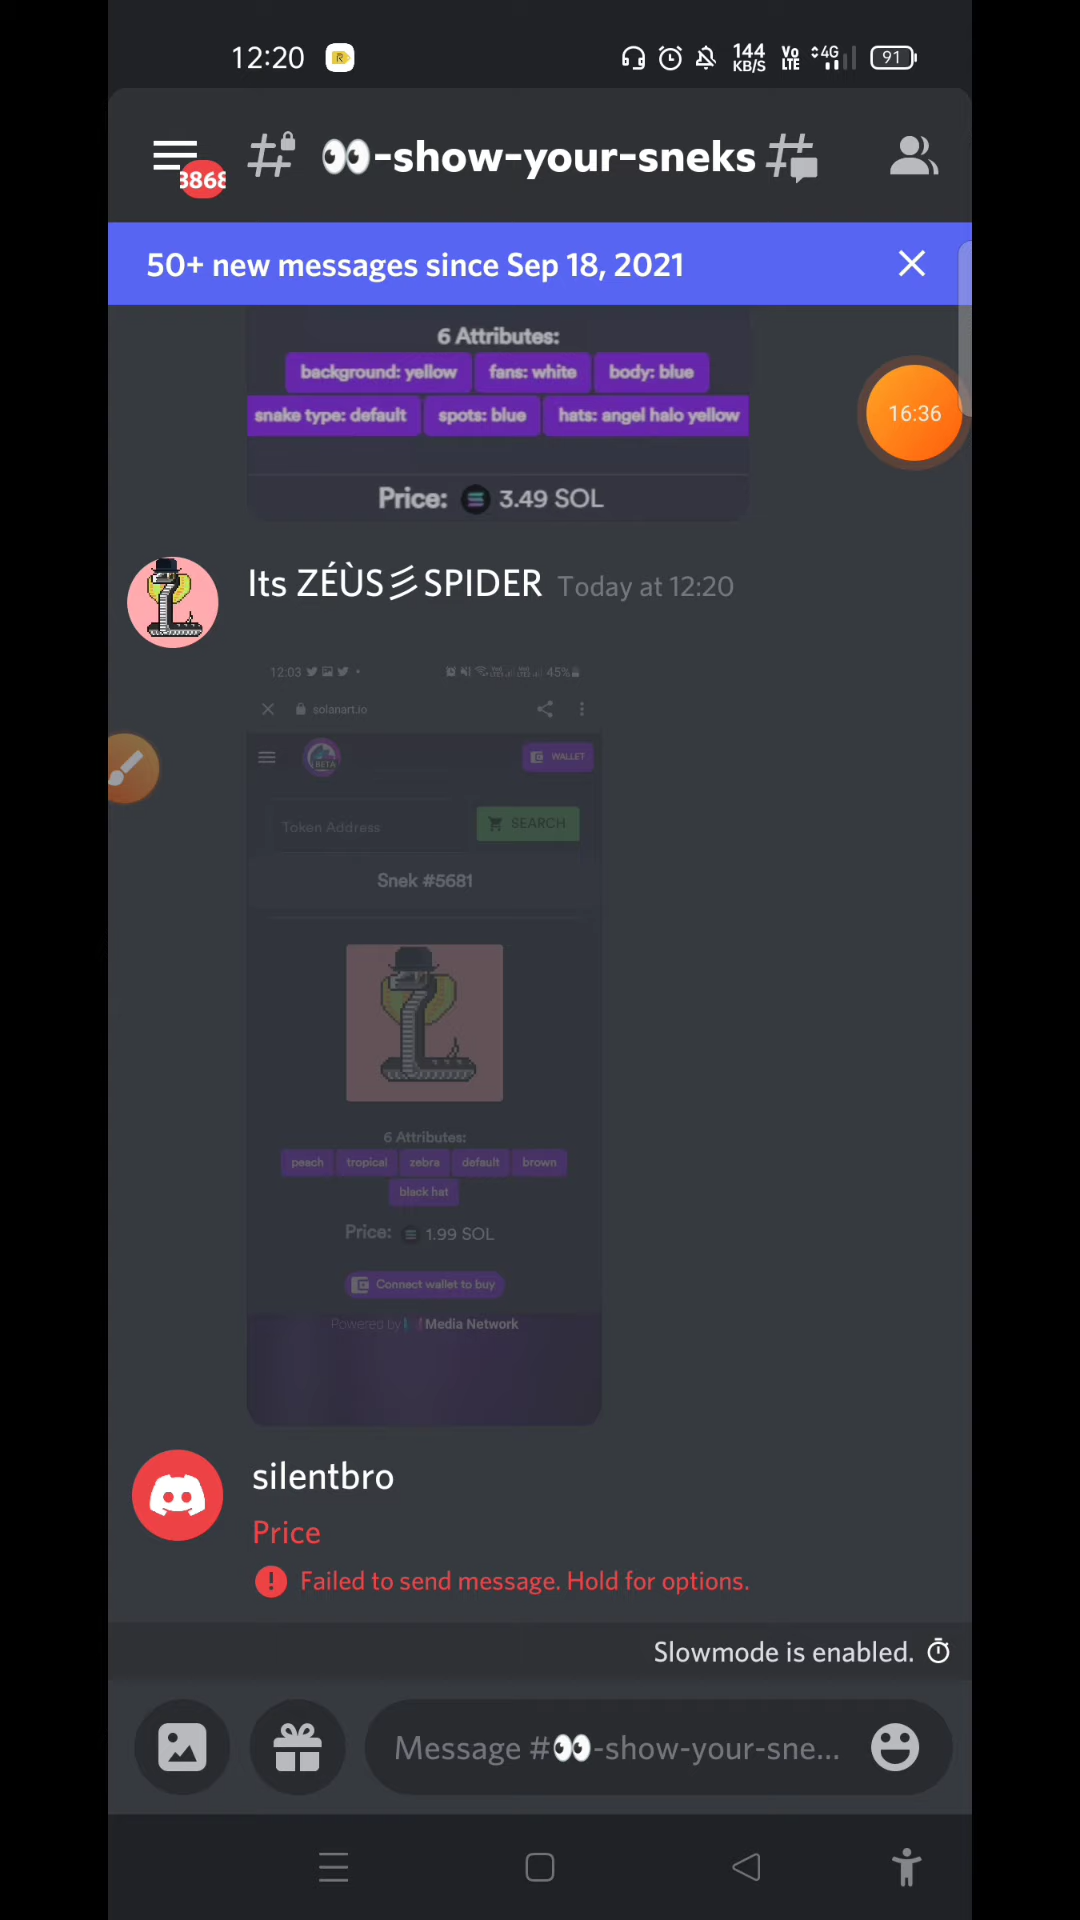 12:20 R 144 KB/S Vo LTE 4G 91
3868 👀-show-your-sneks
50+ new messages since Sep 18, 2021
6 Attributes:
background: yellow fans: white body: blue
16:36
snake type: default spots: blue hats: angel halo yellow
Price: 3.49 SOL
Its ZÉÙS彡SPIDER Today at 12:20
12:03 45%
solanart.io
BETA WALLET
Token Address SEARCH
Snek #5681
6 Attributes:
peach tropical zebra default brown
black hat
Price: 1.99 SOL
Connect wallet to buy
Powered by Media Network
silentbro
Price
Failed to send message. Hold for options.
Slowmode is enabled.
Message #👀-show-your-sne...